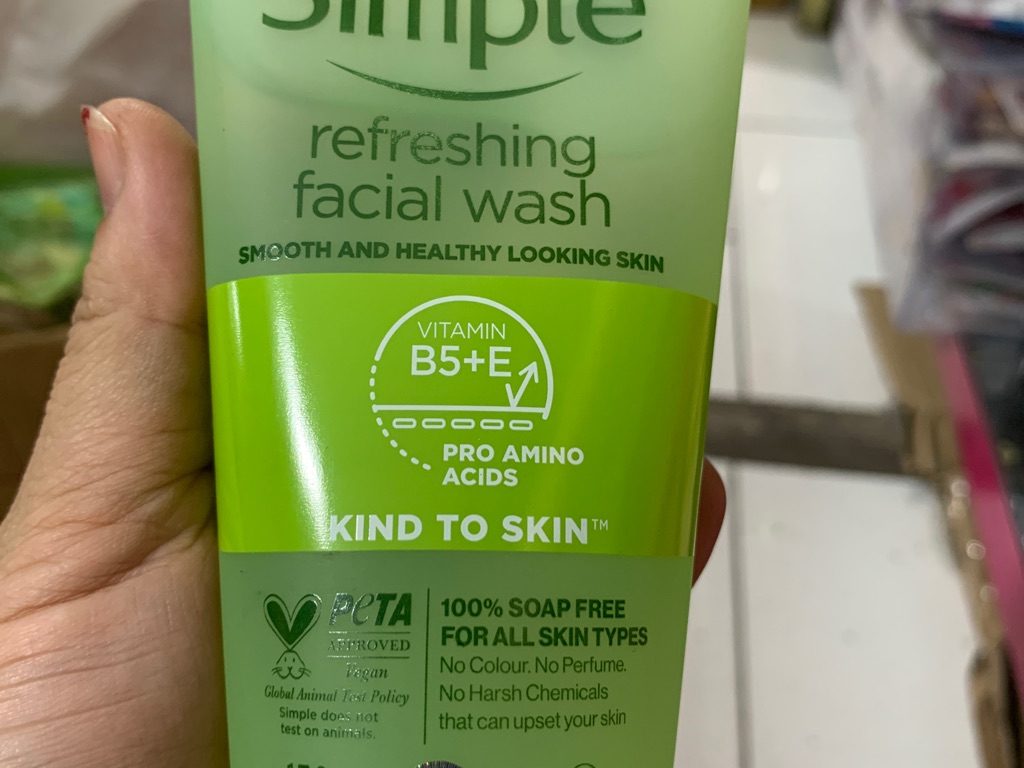 Simple
refreshing
facial wash
SMOOTH AND HEALTHY LOOKING SKIN
VITAMIN
B5+E
PRO AMINO
ACIDS
KIND TO SKIN™
PeTA
APPROVED
Vegan
Global Animal Test Policy
Simple does not
test on animals.
100% SOAP FREE
FOR ALL SKIN TYPES
No Colour. No Perfume.
No Harsh Chemicals
that can upset your skin